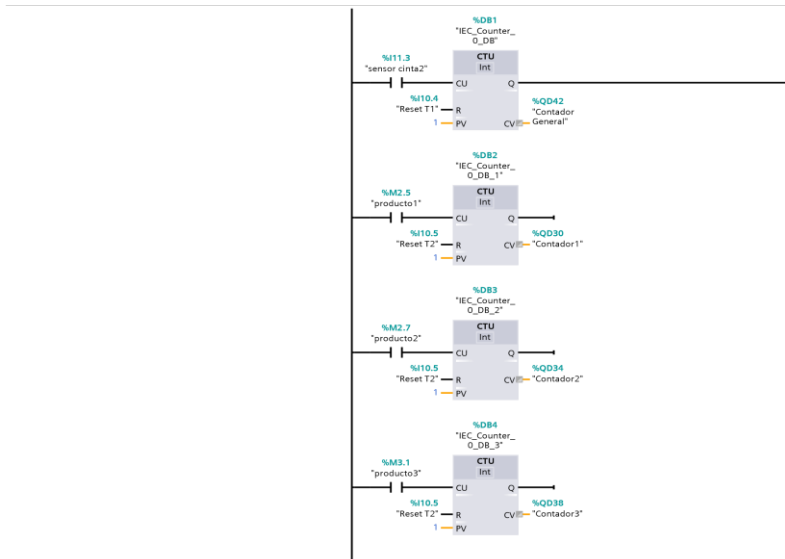 %DB1
"IEC_Counter_
0_DB"
CTU
Int
%I11.3
"sensor cinta2"
CU
Q
%I10.4
"Reset T1"
R
1
PV
CV
%QD42
"Contador
General"
%DB2
"IEC_Counter_
0_DB_1"
CTU
Int
%M2.5
"producto1"
CU
Q
%I10.5
"Reset T2"
R
1
PV
CV
%QD30
"Contador1"
%DB3
"IEC_Counter_
0_DB_2"
CTU
Int
%M2.7
"producto2"
CU
Q
%I10.5
"Reset T2"
R
1
PV
CV
%QD34
"Contador2"
%DB4
"IEC_Counter_
0_DB_3"
CTU
Int
%M3.1
"producto3"
CU
Q
%I10.5
"Reset T2"
R
1
PV
CV
%QD38
"Contador3"